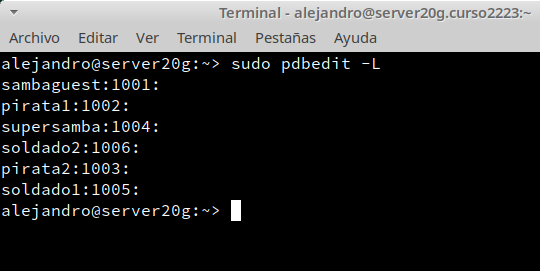 Terminal - alejandro@server20g.curso2223:~
Archivo Editar Ver Terminal Pestañas Ayuda
alejandro@server20g:~> sudo pdbedit -L
sambaguest:1001:
pirata1:1002:
supersamba:1004:
soldado2:1006:
pirata2:1003:
soldado1:1005:
alejandro@server20g:~>